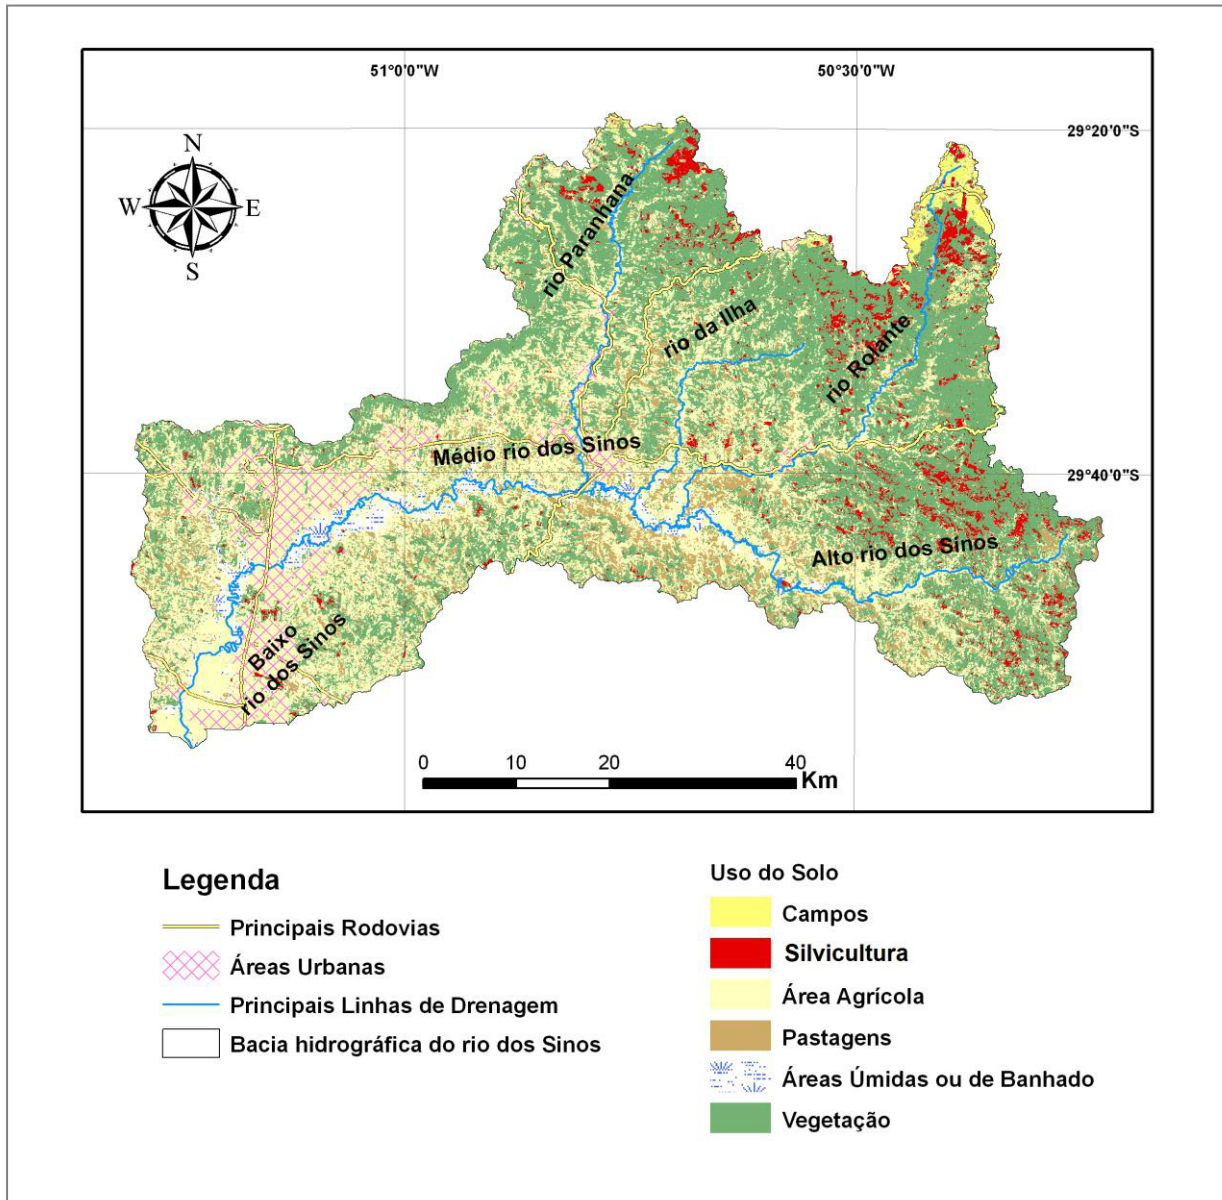 51°0'0"W
50°30'0"W
29°20'0"S
N
W
E
S
rio Paranhana
rio da Ilha
rio Rolante
Médio rio dos Sinos
29°40'0"S
Alto rio dos Sinos
Baixo
rio dos Sinos
0 10 20 40
Km
Legenda
Principais Rodovias
Áreas Urbanas
Principais Linhas de Drenagem
Bacia hidrográfica do rio dos Sinos
Uso do Solo
Campos
Silvicultura
Área Agrícola
Pastagens
Áreas Úmidas ou de Banhado
Vegetação